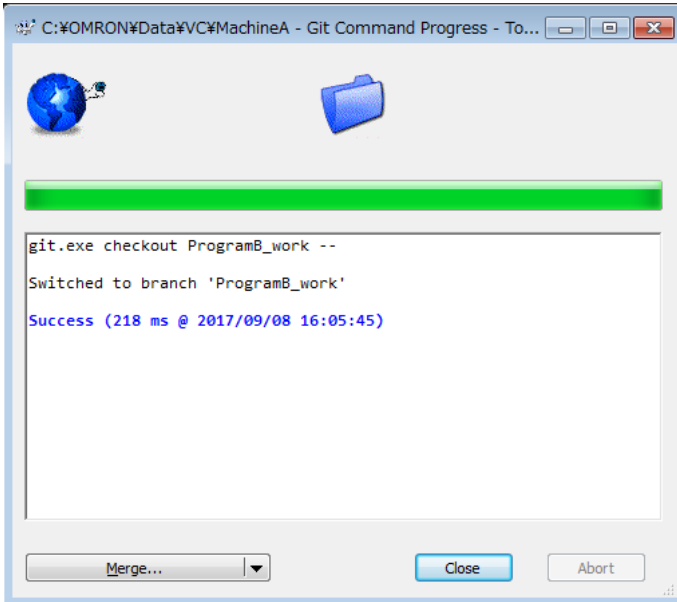 C:¥OMRON¥Data¥VC¥MachineA - Git Command Progress - To...
git.exe checkout ProgramB_work --
Switched to branch 'ProgramB_work'
Success (218 ms @ 2017/09/08 16:05:45)
Merge...
Close
Abort